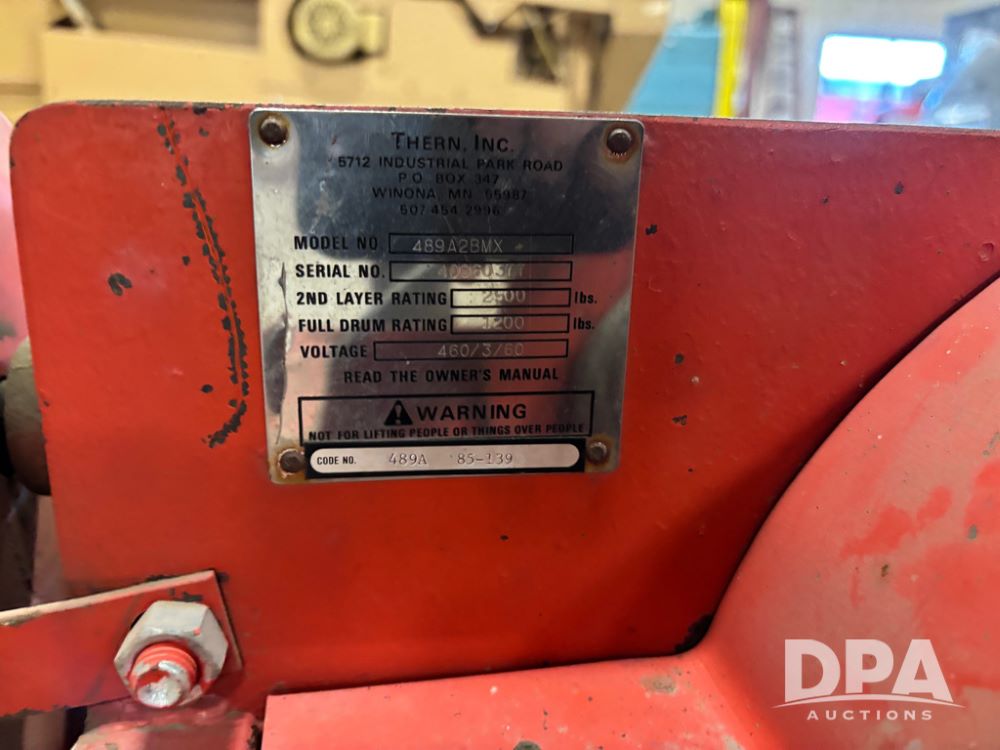 THERN, INC.
5712 INDUSTRIAL PARK ROAD
P.O. BOX 347
WINONA MN 55987
507-454-2996
MODEL NO. 489A2BMX
SERIAL NO.
2ND LAYER RATING lbs.
FULL DRUM RATING 1200 lbs.
VOLTAGE 460/3/60
READ THE OWNER'S MANUAL
WARNING
NOT FOR LIFTING PEOPLE OR THINGS OVER PEOPLE
CODE NO. 489A 85-139
DPA
AUCTIONS